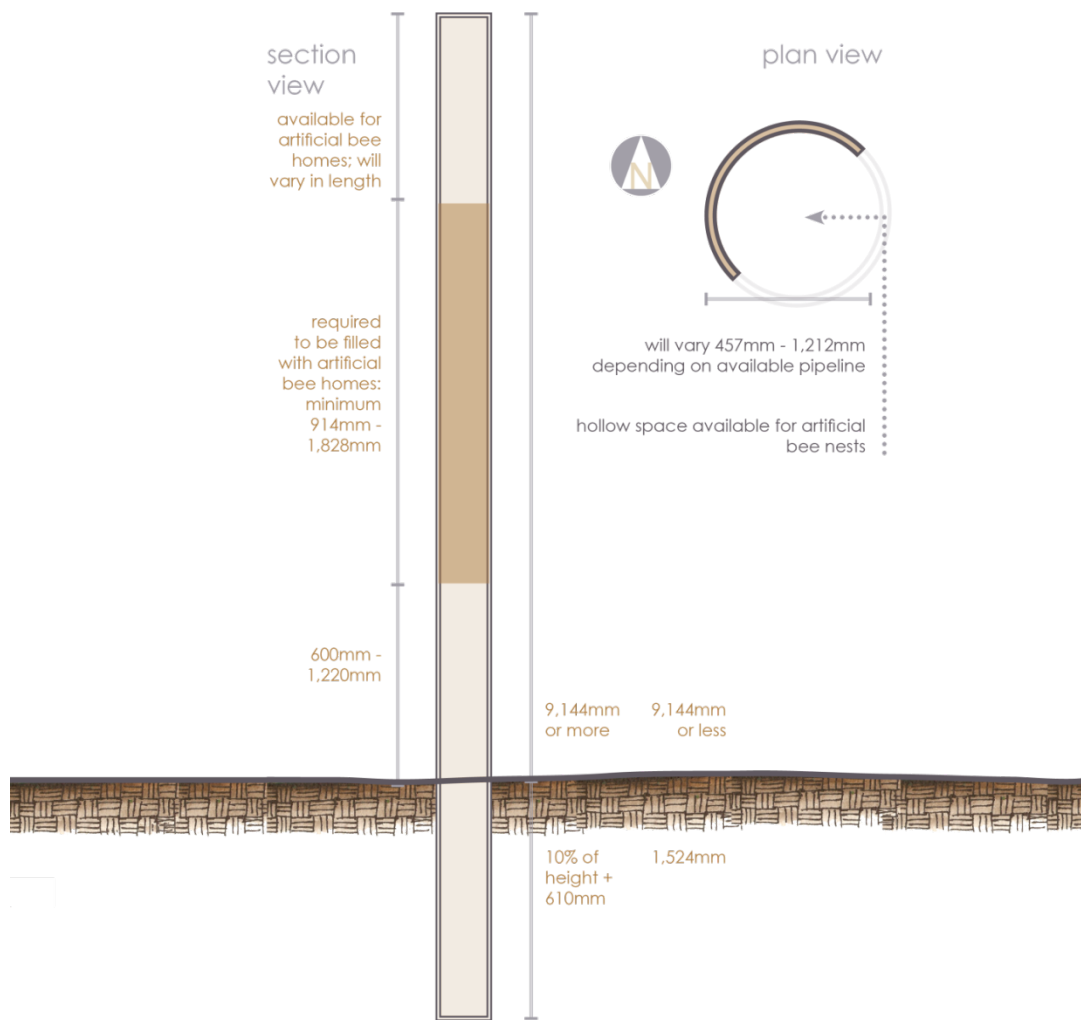 section
view
available for
artificial bee
homes; will
vary in length
required
to be filled
with artificial
bee homes:
minimum
914mm -
1,828mm
600mm -
1,220mm
plan view
N
will vary 457mm - 1,212mm
depending on available pipeline
hollow space available for artificial
bee nests
9,144mm
or more
9,144mm
or less
10% of
height +
610mm
1,524mm